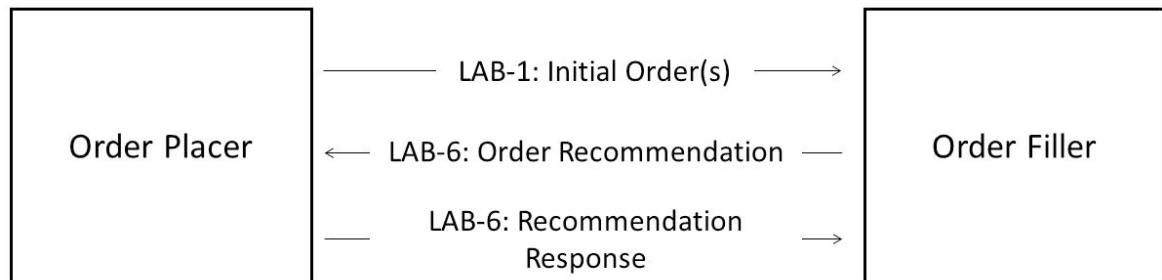 LAB-1: Initial Order(s)
Order Placer
LAB-6: Order Recommendation
Order Filler
LAB-6: Recommendation
Response